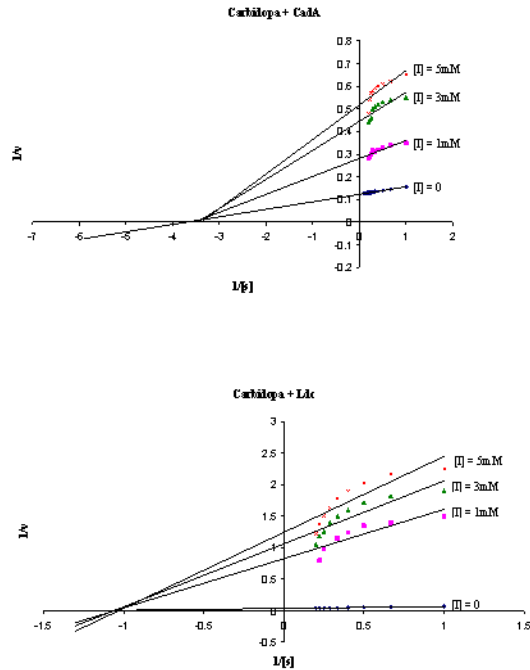 Carbilopa + CadA
0.8
0.7
0.6
0.5
0.4
0.3
0.2
0.1
0
-0.1
-0.2
-7 -6 -5 -4 -3 -2 -1 0 1 2
1/v
1/[s]
[I] = 5mM
[I] = 3mM
[I] = 1mM
[I] = 0
Carbilopa + Ldc
3
2.5
2
1.5
1
0.5
0
-0.5
-1.5 -1 -0.5 0 0.5 1 1.5
1/v
1/[s]
[I] = 5mM
[I] = 3mM
[I] = 1mM
[I] = 0